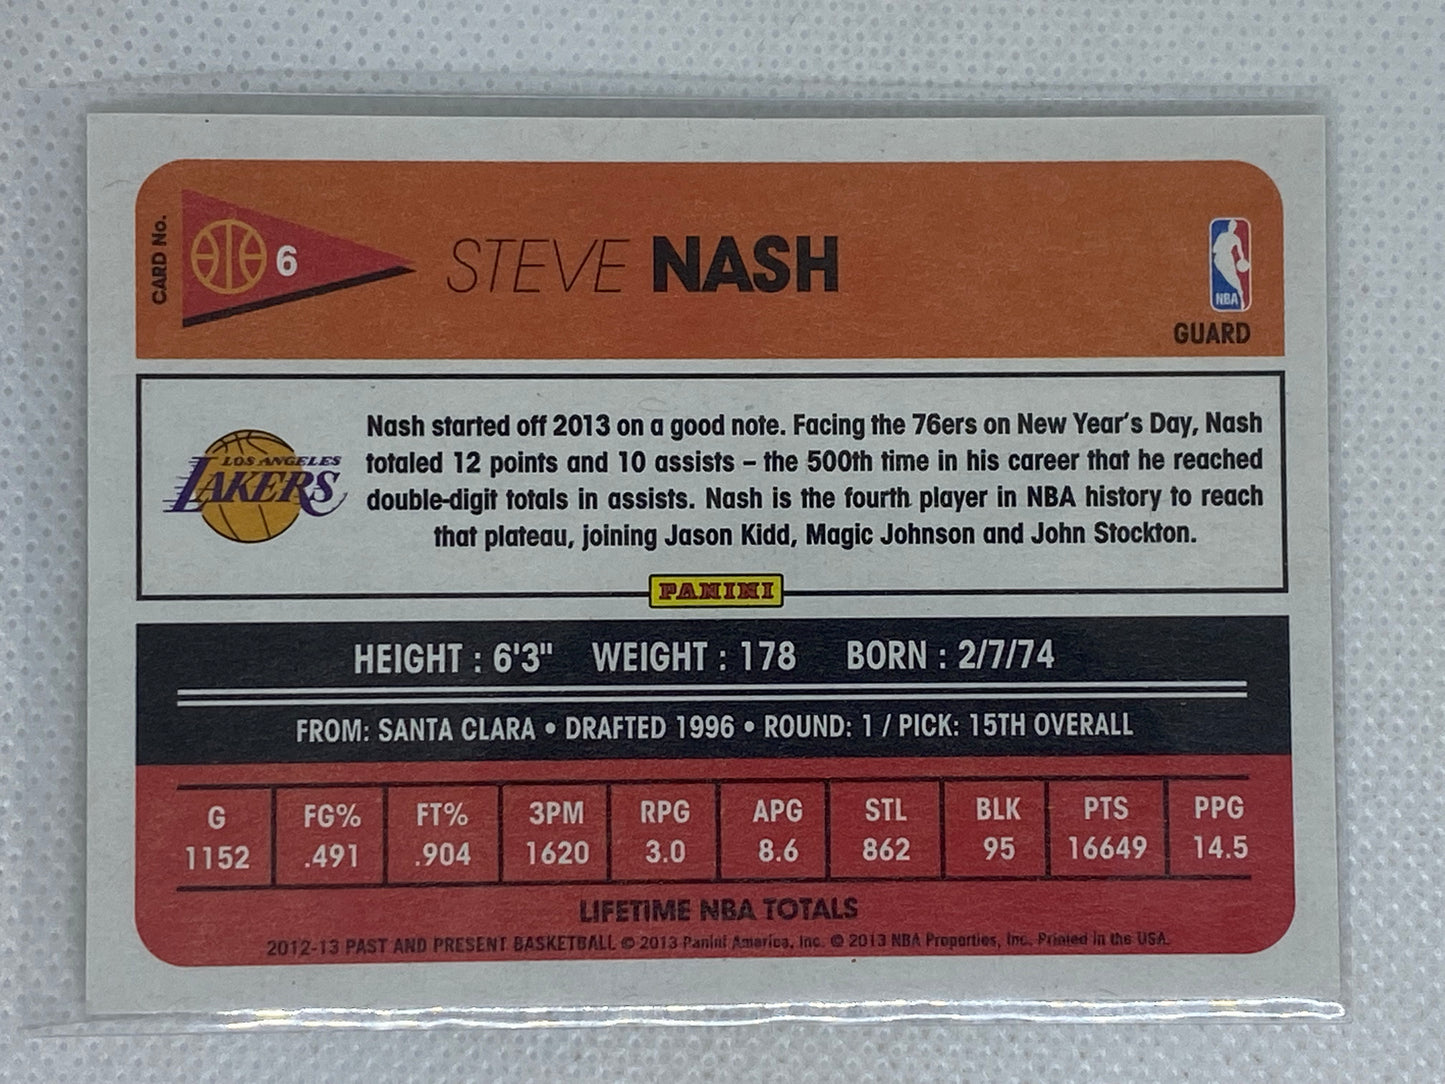 CARD No.
6
STEVE NASH
NBA
GUARD
LOS ANGELES
LAKERS
Nash started off 2013 on a good note. Facing the 76ers on New Year's Day, Nash
totaled 12 points and 10 assists – the 500th time in his career that he reached
double-digit totals in assists. Nash is the fourth player in NBA history to reach
that plateau, joining Jason Kidd, Magic Johnson and John Stockton.
PANINI
HEIGHT : 6'3" WEIGHT : 178 BORN : 2/7/74
FROM: SANTA CLARA • DRAFTED 1996 • ROUND: 1 / PICK: 15TH OVERALL
G FG% FT% 3PM RPG APG STL BLK PTS PPG
1152 .491 .904 1620 3.0 8.6 862 95 16649 14.5
LIFETIME NBA TOTALS
2012-13 PAST AND PRESENT BASKETBALL © 2013 Panini America, Inc. © 2013 NBA Properties, Inc. Printed in the USA.